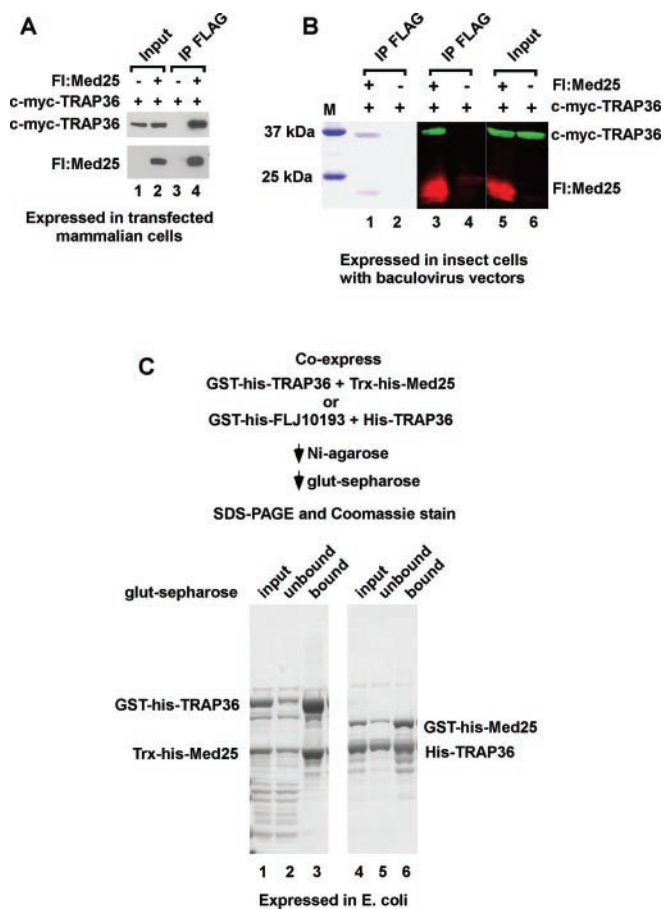 A
Input
IP FLAG
Fl:Med25 - + - +
c-myc-TRAP36 + + + +
c-myc-TRAP36
Fl:Med25
1 2 3 4
Expressed in transfected
mammalian cells
B
IP FLAG IP FLAG Input
+ - + - + - Fl:Med25
M + + + + + + c-myc-TRAP36
37 kDa c-myc-TRAP36
25 kDa Fl:Med25
1 2 3 4 5 6
Expressed in insect cells
with baculovirus vectors
C
Co-express
GST-his-TRAP36 + Trx-his-Med25
or
GST-his-FLJ10193 + His-TRAP36
Ni-agarose
glut-sepharose
SDS-PAGE and Coomassie stain
glut-sepharose input unbound bound input unbound bound
GST-his-TRAP36 GST-his-Med25
Trx-his-Med25 His-TRAP36
1 2 3 4 5 6
Expressed in E. coli